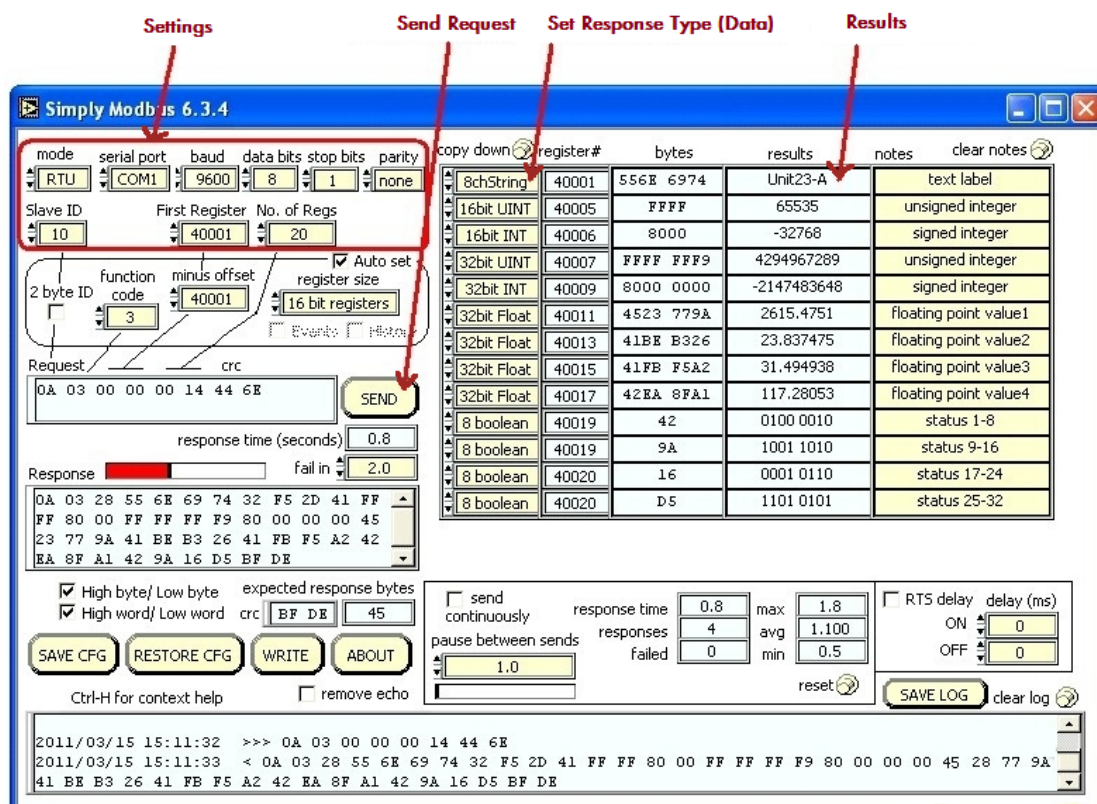 Settings Send Request Set Response Type (Data) Results
Simply Modbus 6.3.4
mode serial port baud data bits stop bits parity
RTU COM1 9600 8 1 none
Slave ID First Register No. of Regs
10 40001 20
Auto set
2 byte ID function code minus offset register size
3 40001 16 bit registers
Events History
Request crc
0A 03 00 00 00 14 44 6E
SEND
response time (seconds) 0.8
Response fail in 2.0
0A 03 28 55 6E 69 74 32 F5 2D 41 FF
FF 80 00 FF FF FF F9 80 00 00 00 45
23 77 9A 41 BE B3 26 41 FB F5 A2 42
EA 8F A1 42 9A 16 D5 BF DE
High byte/ Low byte expected response bytes
High word/ Low word crc BF DE 45
SAVE CFG RESTORE CFG WRITE ABOUT
Ctrl-H for context help remove echo
copy down register# bytes results notes clear notes
8chString 40001 556E 6974 Unit23-A text label
16bit UINT 40005 FFFF 65535 unsigned integer
16bit INT 40006 8000 -32768 signed integer
32bit UINT 40007 FFFF FFF9 4294967289 unsigned integer
32bit INT 40009 8000 0000 -2147483648 signed integer
32bit Float 40011 4523 779A 2615.4751 floating point value1
32bit Float 40013 41BE B326 23.837475 floating point value2
32bit Float 40015 41FB F5A2 31.494938 floating point value3
32bit Float 40017 42EA 8FA1 117.28053 floating point value4
8 boolean 40019 42 0100 0010 status 1-8
8 boolean 40019 9A 1001 1010 status 9-16
8 boolean 40020 16 0001 0110 status 17-24
8 boolean 40020 D5 1101 0101 status 25-32
send continuously
pause between sends
1.0
response time 0.8 max 1.8
responses 4 avg 1.100
failed 0 min 0.5
reset
RTS delay delay (ms)
ON 0
OFF 0
SAVE LOG clear log
2011/03/15 15:11:32 >>> 0A 03 00 00 00 14 44 6E
2011/03/15 15:11:33 < 0A 03 28 55 6E 69 74 32 F5 2D 41 FF FF 80 00 FF FF FF F9 80 00 00 00 45 28 77 9A
41 BE B3 26 41 FB F5 A2 42 EA 8F A1 42 9A 16 D5 BF DE